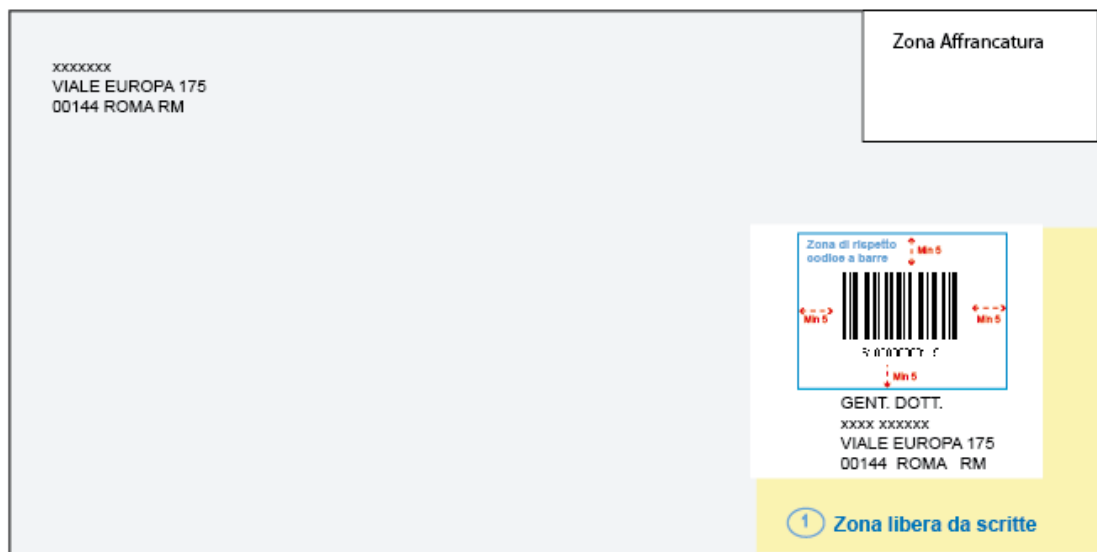 Zona Affrancatura
xxxxxxx
VIALE EUROPA 175
00144 ROMA RM
Zona di rispetto
codice a barre
Min 5
Min 5
Min 5
Min 5
GENT. DOTT.
xxxx xxxxxx
VIALE EUROPA 175
00144 ROMA RM
1 Zona libera da scritte